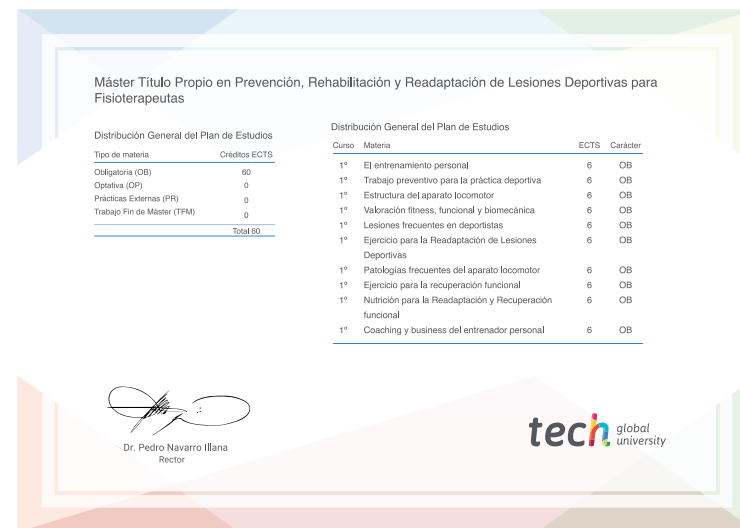 Máster Título Propio en Prevención, Rehabilitación y Readaptación de Lesiones Deportivas para
Fisioterapeutas
Distribución General del Plan de Estudios
Tipo de materia Créditos ECTS
Obligatoria (OB) 60
Optativa (OP) 0
Prácticas Externas (PR) 0
Trabajo Fin de Máster (TFM) 0
Total 60
Distribución General del Plan de Estudios
Curso Materia ECTS Carácter
1º El entrenamiento personal 6 OB
1º Trabajo preventivo para la práctica deportiva 6 OB
1º Estructura del aparato locomotor 6 OB
1º Valoración fitness, funcional y biomecánica 6 OB
1º Lesiones frecuentes en deportistas 6 OB
1º Ejercicio para la Readaptación de Lesiones 6 OB
Deportivas
1º Patologías frecuentes del aparato locomotor 6 OB
1º Ejercicio para la recuperación funcional 6 OB
1º Nutrición para la Readaptación y Recuperación 6 OB
funcional
1º Coaching y business del entrenador personal 6 OB
Dr. Pedro Navarro Illana
Rector
tech global
university